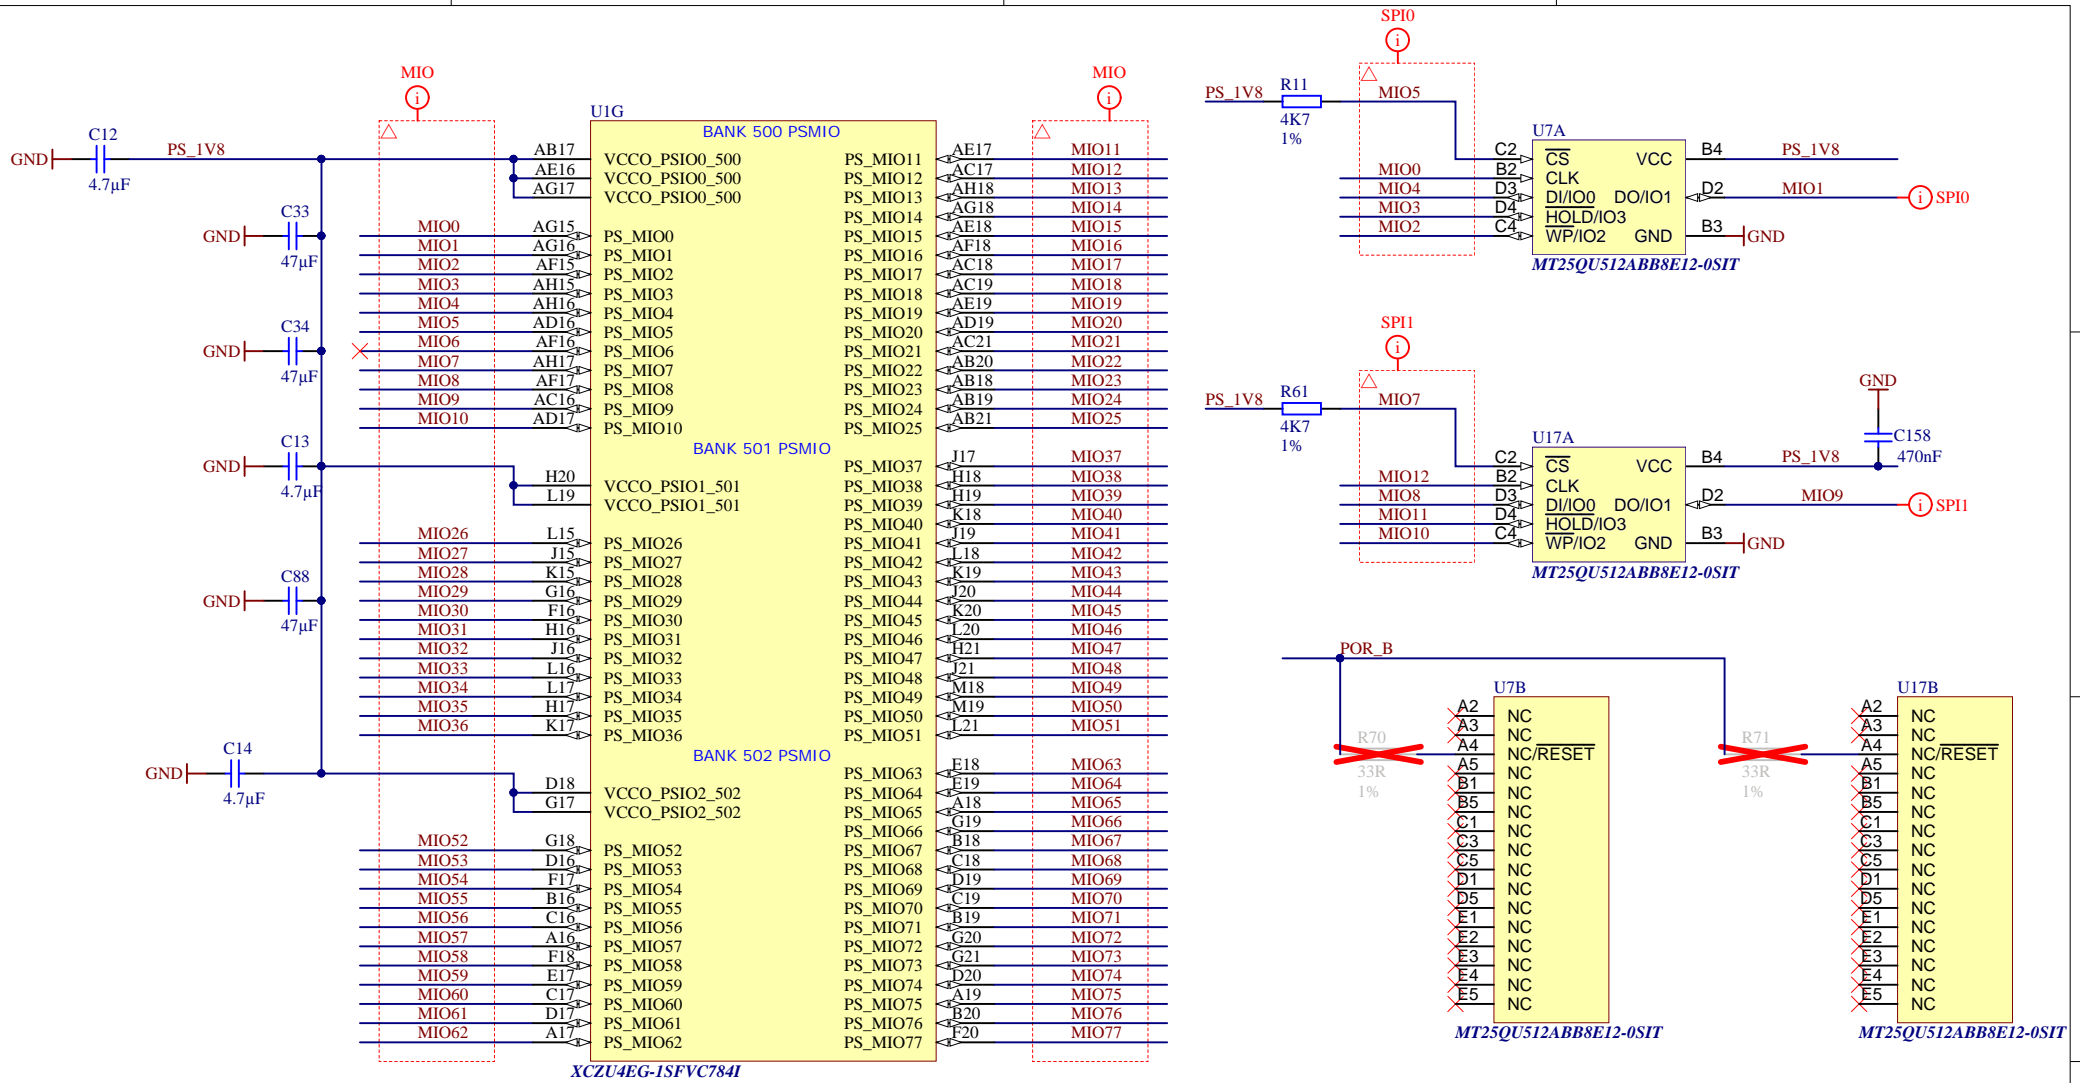 MIO
MIO
C12
GND
4.7µF
PS_1V8
C33
GND
47µF
C34
GND
47µF
C13
GND
4.7µF
C88
GND
47µF
C14
GND
4.7µF
U1G
BANK 500 PSMIO
AB17 VCCO_PSIO0_500 PS_MIO11 AE17 MIO11
AE16 VCCO_PSIO0_500 PS_MIO12 AC17 MIO12
AG17 VCCO_PSIO0_500 PS_MIO13 AH18 MIO13
PS_MIO14 AG18 MIO14
MIO0 AG15 PS_MIO0 PS_MIO15 AE18 MIO15
MIO1 AG16 PS_MIO1 PS_MIO16 AF18 MIO16
MIO2 AF15 PS_MIO2 PS_MIO17 AC18 MIO17
MIO3 AH15 PS_MIO3 PS_MIO18 AC19 MIO18
MIO4 AH16 PS_MIO4 PS_MIO19 AE19 MIO19
MIO5 AD16 PS_MIO5 PS_MIO20 AD19 MIO20
MIO6 AF16 PS_MIO6 PS_MIO21 AC21 MIO21
MIO7 AH17 PS_MIO7 PS_MIO22 AB20 MIO22
MIO8 AF17 PS_MIO8 PS_MIO23 AB18 MIO23
MIO9 AC16 PS_MIO9 PS_MIO24 AB19 MIO24
MIO10 AD17 PS_MIO10 PS_MIO25 AB21 MIO25
BANK 501 PSMIO
PS_MIO37 J17 MIO37
H20 VCCO_PSIO1_501 PS_MIO38 H18 MIO38
L19 VCCO_PSIO1_501 PS_MIO39 H19 MIO39
PS_MIO40 K18 MIO40
MIO26 L15 PS_MIO26 PS_MIO41 J19 MIO41
MIO27 J15 PS_MIO27 PS_MIO42 L18 MIO42
MIO28 K15 PS_MIO28 PS_MIO43 K19 MIO43
MIO29 G16 PS_MIO29 PS_MIO44 J20 MIO44
MIO30 F16 PS_MIO30 PS_MIO45 K20 MIO45
MIO31 H16 PS_MIO31 PS_MIO46 L20 MIO46
MIO32 J16 PS_MIO32 PS_MIO47 H21 MIO47
MIO33 L16 PS_MIO33 PS_MIO48 J21 MIO48
MIO34 L17 PS_MIO34 PS_MIO49 M18 MIO49
MIO35 H17 PS_MIO35 PS_MIO50 M19 MIO50
MIO36 K17 PS_MIO36 PS_MIO51 L21 MIO51
BANK 502 PSMIO
PS_MIO63 E18 MIO63
D18 VCCO_PSIO2_502 PS_MIO64 E19 MIO64
G17 VCCO_PSIO2_502 PS_MIO65 A18 MIO65
PS_MIO66 G19 MIO66
MIO52 G18 PS_MIO52 PS_MIO67 B18 MIO67
MIO53 D16 PS_MIO53 PS_MIO68 C18 MIO68
MIO54 F17 PS_MIO54 PS_MIO69 D19 MIO69
MIO55 B16 PS_MIO55 PS_MIO70 C19 MIO70
MIO56 C16 PS_MIO56 PS_MIO71 B19 MIO71
MIO57 A16 PS_MIO57 PS_MIO72 G20 MIO72
MIO58 F18 PS_MIO58 PS_MIO73 G21 MIO73
MIO59 E17 PS_MIO59 PS_MIO74 D20 MIO74
MIO60 C17 PS_MIO60 PS_MIO75 A19 MIO75
MIO61 D17 PS_MIO61 PS_MIO76 B20 MIO76
MIO62 A17 PS_MIO62 PS_MIO77 F20 MIO77
XCZU4EG-1SFVC784I
SPI0
i
PS_1V8 R11 MIO5
4K7
1%
U7A
C2 CS VCC B4 PS_1V8
MIO0 B2 CLK
MIO4 D3 DI/IO0 DO/IO1 D2 MIO1 i SPI0
MIO3 D4 HOLD/IO3
MIO2 C4 WP/IO2 GND B3 GND
MT25QU512ABB8E12-0SIT
SPI1
i
PS_1V8 R61 MIO7
4K7
1%
GND
C158
470nF
U17A
C2 CS VCC B4 PS_1V8
MIO12 B2 CLK
MIO8 D3 DI/IO0 DO/IO1 D2 MIO9 i SPI1
MIO11 D4 HOLD/IO3
MIO10 C4 WP/IO2 GND B3 GND
MT25QU512ABB8E12-0SIT
POR_B
R70
33R
1%
U7B
A2 NC
A3 NC
A4 NC/RESET
A5 NC
B1 NC
B5 NC
C1 NC
C3 NC
C5 NC
D1 NC
D5 NC
E1 NC
E2 NC
E3 NC
E4 NC
E5 NC
MT25QU512ABB8E12-0SIT
R71
33R
1%
U17B
A2 NC
A3 NC
A4 NC/RESET
A5 NC
B1 NC
B5 NC
C1 NC
C3 NC
C5 NC
D1 NC
D5 NC
E1 NC
E2 NC
E3 NC
E4 NC
E5 NC
MT25QU512ABB8E12-0SIT